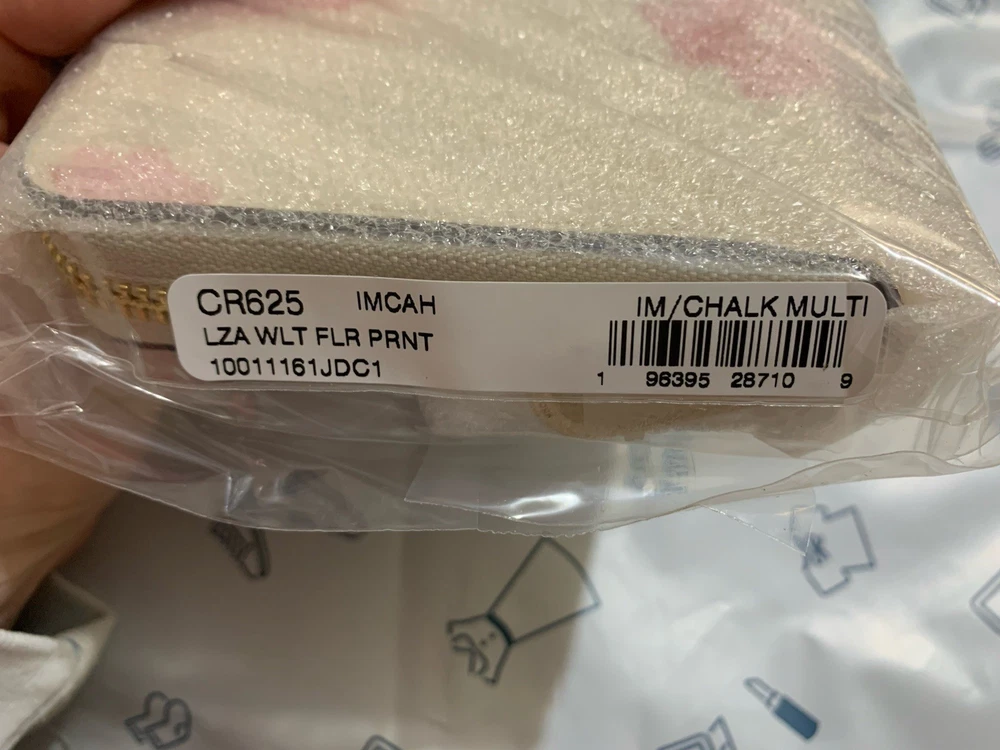 CR625 IMCAH IM/CHALK MULTI
LZA WLT FLR PRNT
10011161JDC1
1 96395 28710 9